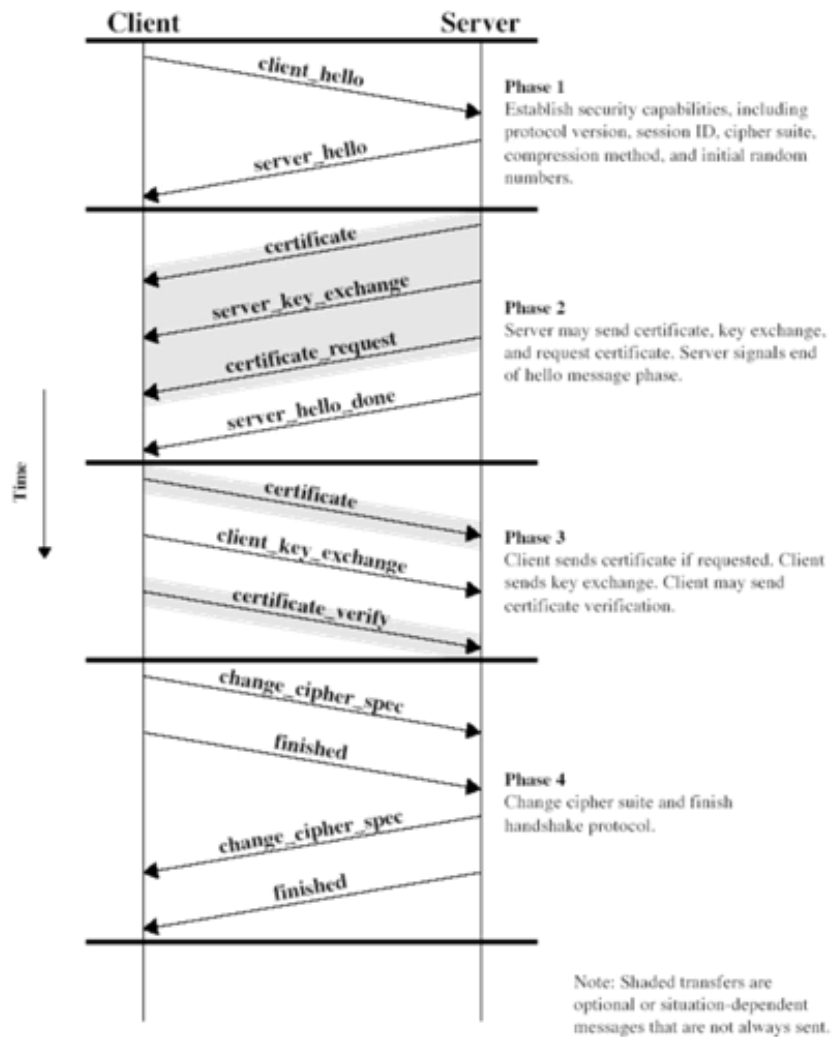 Client
Server
client_hello
Phase 1
Establish security capabilities, including
protocol version, session ID, cipher suite,
compression method, and initial random
numbers.
server_hello
certificate
server_key_exchange
certificate_request
server_hello_done
Phase 2
Server may send certificate, key exchange,
and request certificate. Server signals end
of hello message phase.
Time
certificate
client_key_exchange
certificate_verify
Phase 3
Client sends certificate if requested. Client
sends key exchange. Client may send
certificate verification.
change_cipher_spec
finished
change_cipher_spec
finished
Phase 4
Change cipher suite and finish
handshake protocol.
Note: Shaded transfers are
optional or situation-dependent
messages that are not always sent.